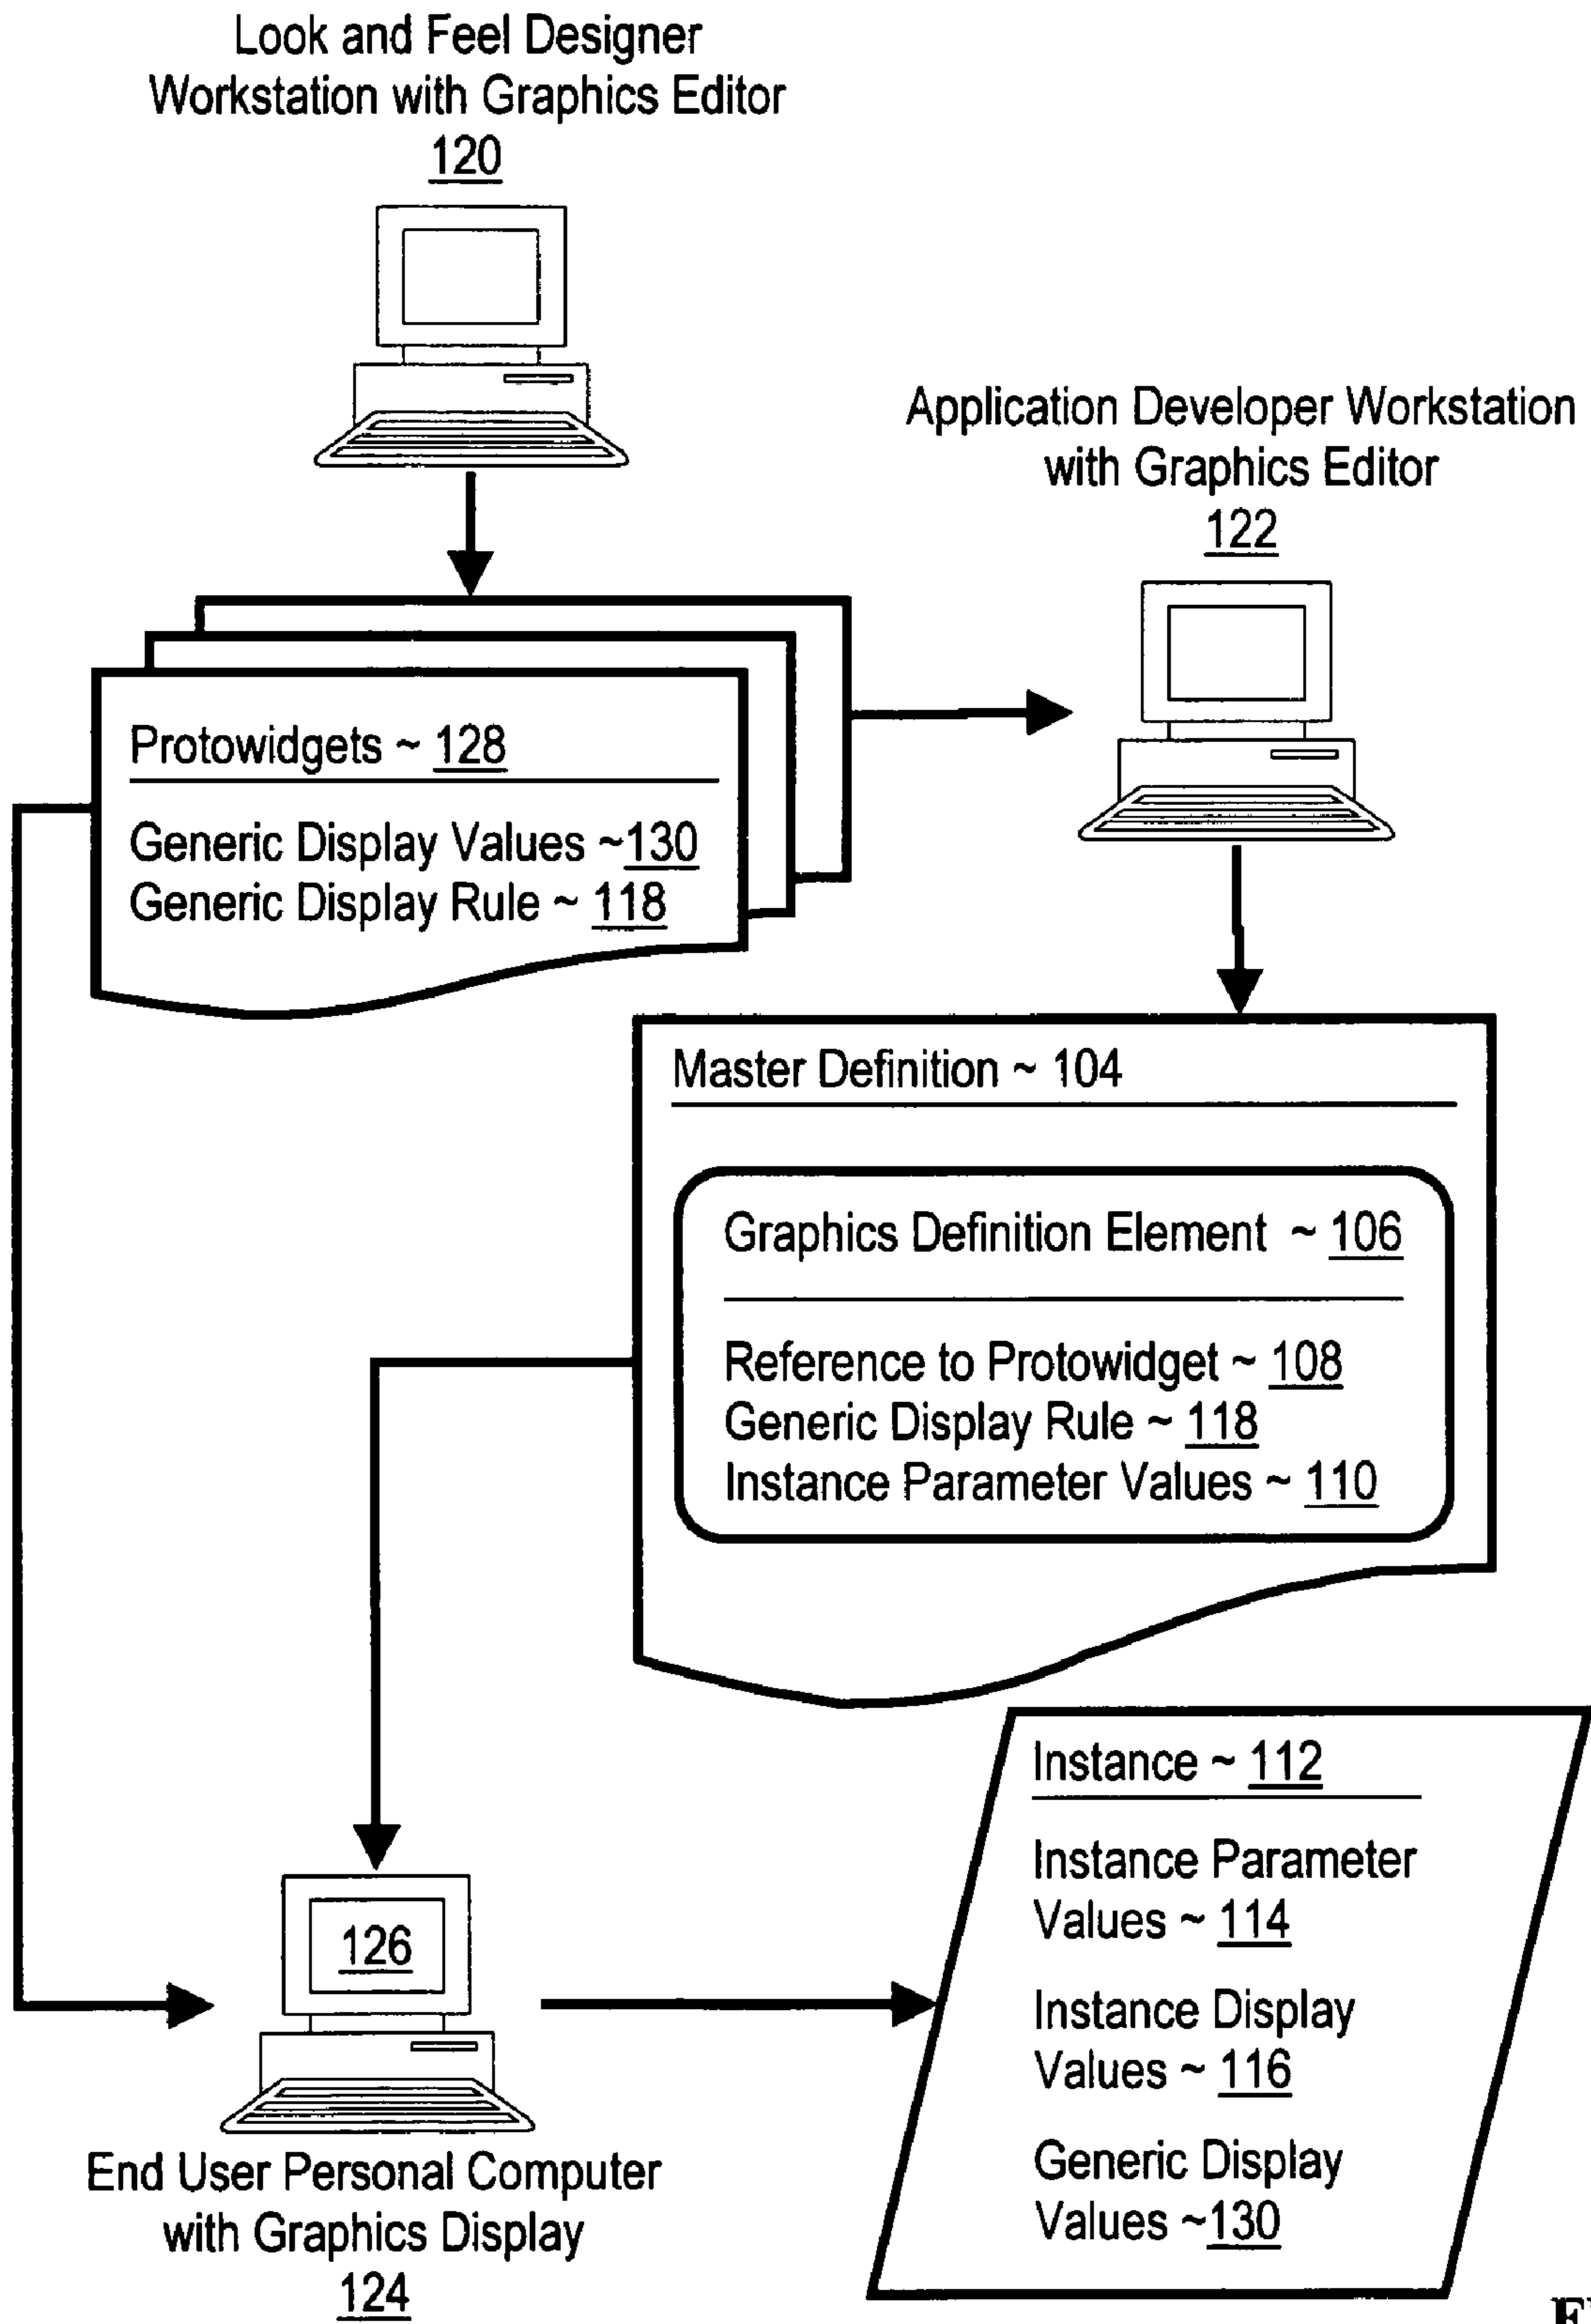 Look and Feel Designer
Workstation with Graphics Editor
120
Application Developer Workstation
with Graphics Editor
122
Protowidgets ~ 128
Generic Display Values ~130
Generic Display Rule ~ 118
Master Definition ~ 104
Graphics Definition Element ~ 106
Reference to Protowidget ~ 108
Generic Display Rule ~ 118
Instance Parameter Values ~ 110
Instance ~ 112
Instance Parameter
Values ~ 114
Instance Display
Values ~ 116
Generic Display
Values ~130
126
End User Personal Computer
with Graphics Display
124